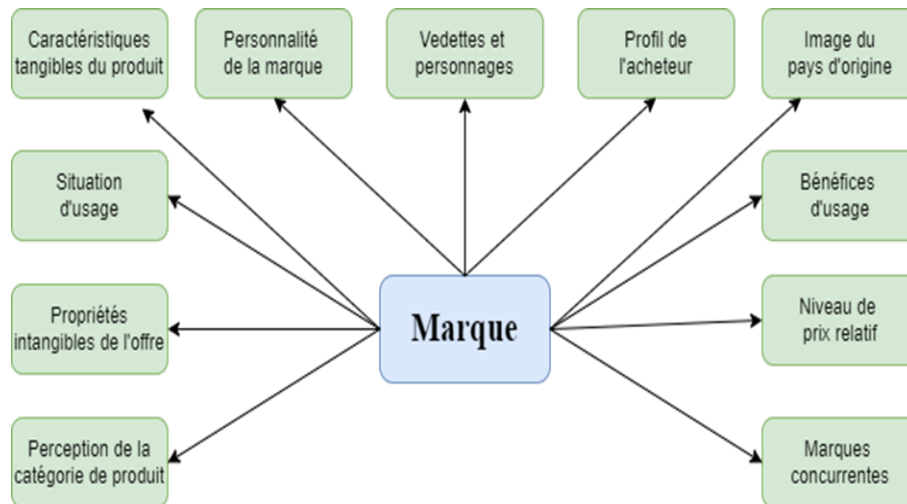 Caractéristiques
tangibles du produit
Personnalité
de la marque
Vedettes et
personnages
Profil de
l'acheteur
Image du
pays d'origine
Situation
d'usage
Bénéfices
d'usage
Propriétés
intangibles de l'offre
Marque
Niveau de
prix relatif
Perception de la
catégorie de produit
Marques
concurrentes